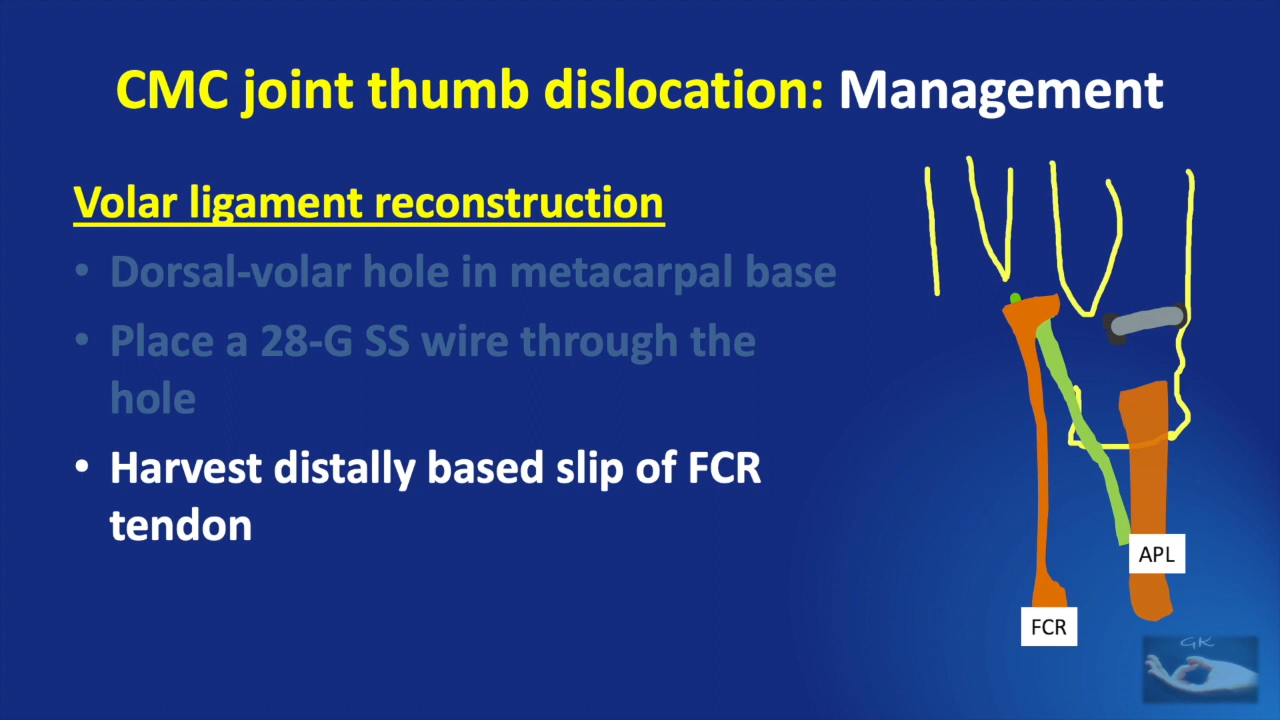 CMC joint thumb dislocation: Management
Volar ligament reconstruction
• Dorsal-volar hole in metacarpal base
• Place a 28-G SS wire through the
hole
• Harvest distally based slip of FCR
tendon
APL
FCR
GK